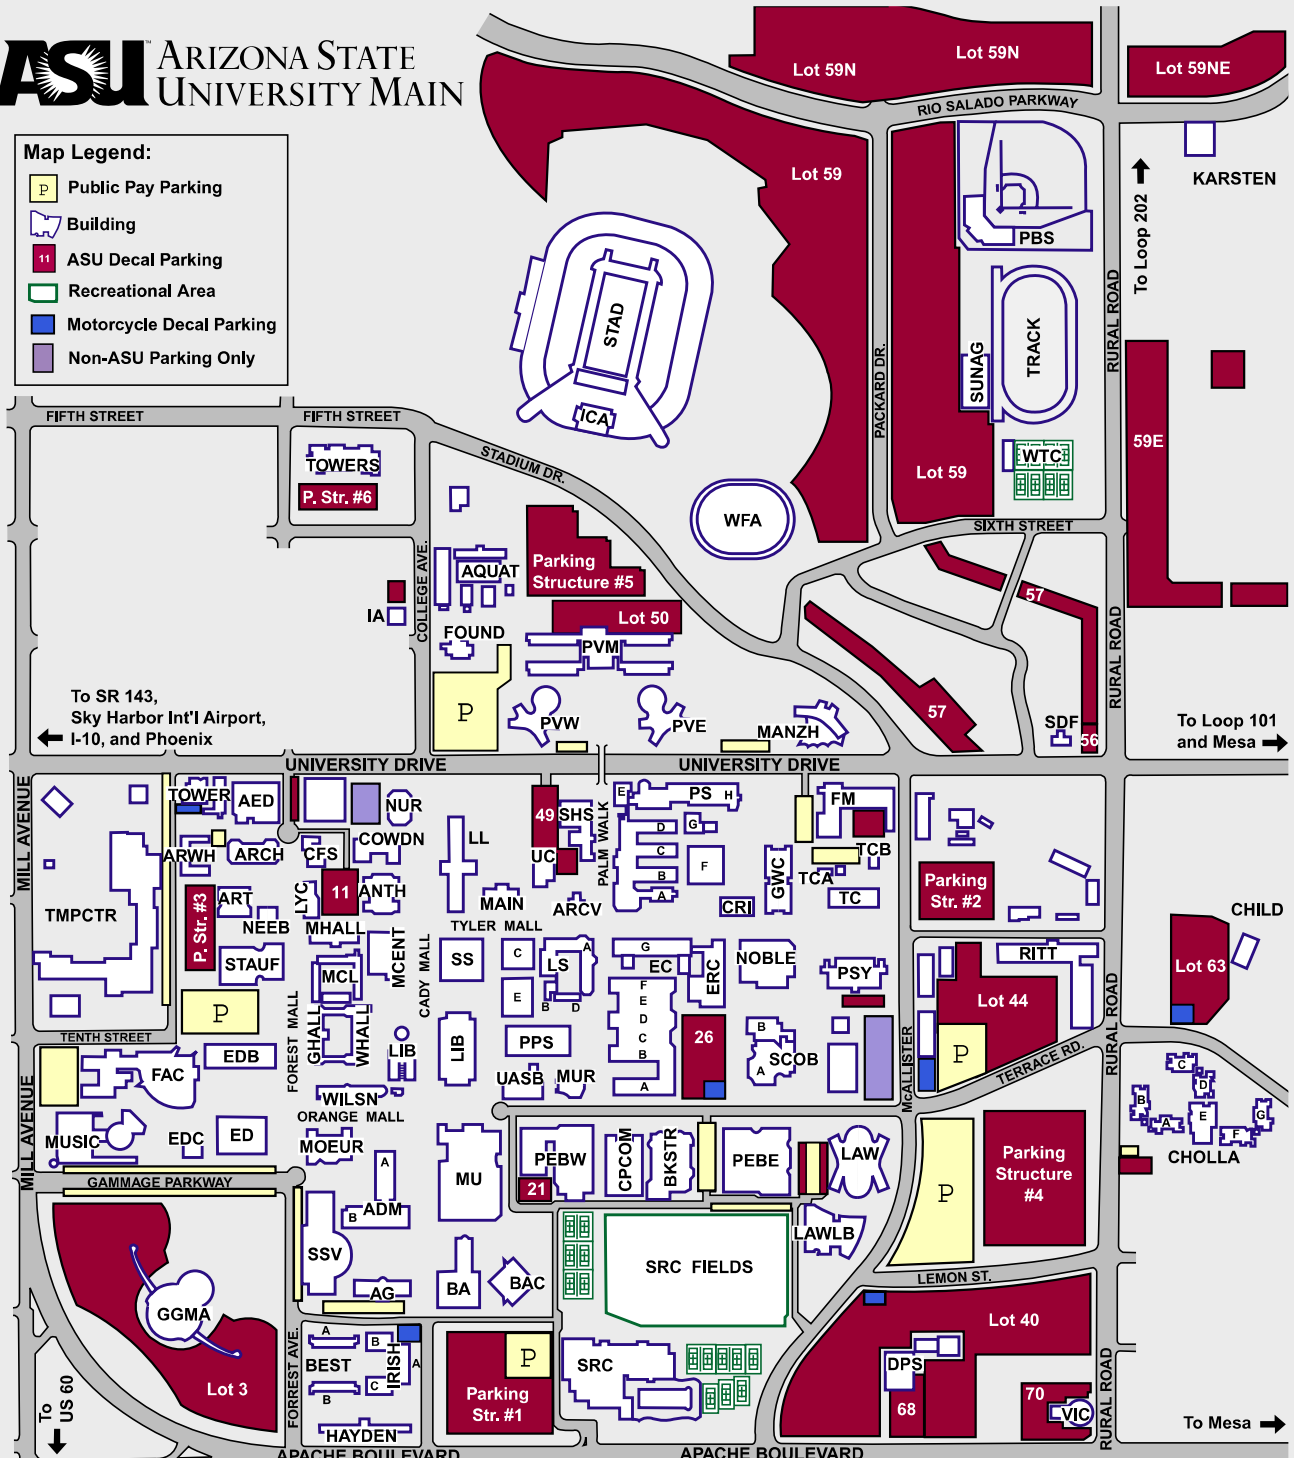 ASU
ARIZONA STATE
UNIVERSITY MAIN
Map Legend:
P Public Pay Parking
Building
11 ASU Decal Parking
Recreational Area
Motorcycle Decal Parking
Non-ASU Parking Only
Lot 59N
Lot 59N
Lot 59NE
RIO SALADO PARKWAY
KARSTEN
Lot 59
PBS
To Loop 202
RURAL ROAD
STAD
TRACK
SUNAG
PACKARD DR.
ICA
FIFTH STREET
FIFTH STREET
STADIUM DR.
59E
WTC
Lot 59
TOWERS
P. Str. #6
WFA
SIXTH STREET
COLLEGE AVE.
AQUAT
Parking
Structure #5
57
IA
Lot 50
FOUND
PVM
RURAL ROAD
To SR 143,
Sky Harbor Int'l Airport,
I-10, and Phoenix
P
PVW
PVE
MANZH
57
SDF
56
To Loop 101
and Mesa
UNIVERSITY DRIVE
UNIVERSITY DRIVE
MILL AVENUE
TOWER
AED
NUR
COWDN
LL
49
SHS
UC
PALM WALK
E
PS
H
D
G
C
F
B
A
FM
TCB
TCA
TC
GWC
CRI
ARWH
ARCH
CFS
LYC
11
ANTH
MAIN
ARCV
Parking
Str. #2
CHILD
TMPCTR
P. Str. #3
ART
NEEB
MHALL
MCENT
STAUF
MCL
CADY MALL
TYLER MALL
SS
C
E
LS
A
B
D
G
EC
ERC
NOBLE
PSY
RITT
Lot 63
Lot 44
P
P
FOREST MALL
GHALL
WHALL
LIB
LIB
PPS
F
E
D
C
B
A
26
B
SCOB
A
McALLISTER
TERRACE RD.
RURAL ROAD
TENTH STREET
EDB
FAC
UASB
MUR
WILSN
ORANGE MALL
MILL AVENUE
MUSIC
EDC
ED
MOEUR
MU
PEBW
21
CPCOM
BKSTR
PEBE
LAW
P
Parking
Structure
#4
C
D
B
A
E
F
G
CHOLLA
GAMMAGE PARKWAY
A
B
ADM
SSV
LAWLB
SRC FIELDS
LEMON ST.
AG
BA
BAC
GGMA
Lot 3
FORREST AVE.
A
BEST
B
B
IRISH
A
C
HAYDEN
P
Parking
Str. #1
SRC
Lot 40
DPS
68
70
VIC
RURAL ROAD
To Mesa
To
US 60
APACHE BOULEVARD
APACHE BOULEVARD